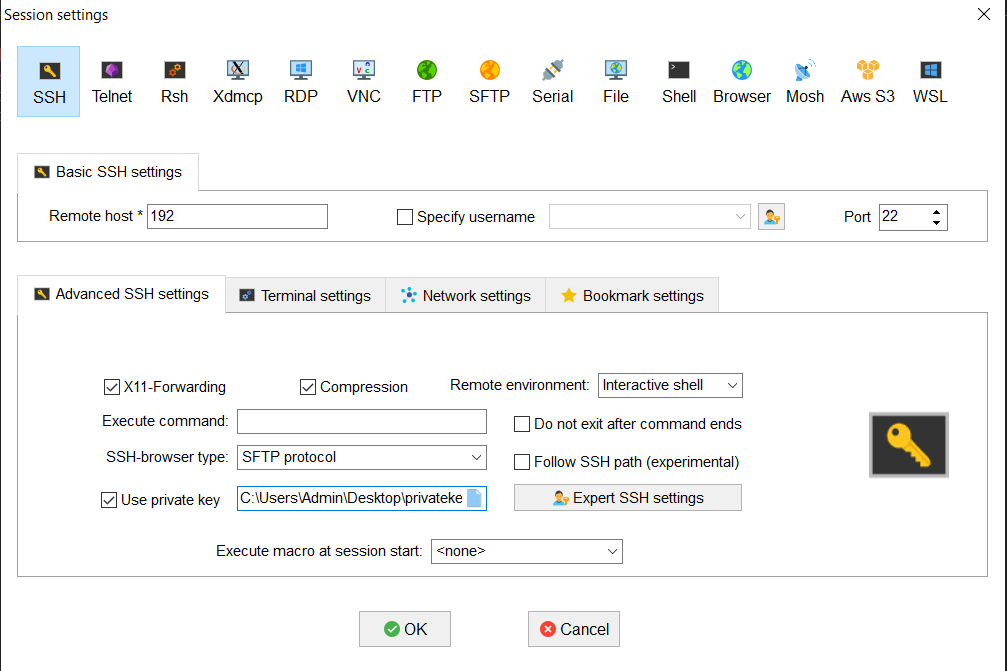 Session settings
SSH Telnet Rsh Xdmcp RDP VNC FTP SFTP Serial File Shell Browser Mosh Aws S3 WSL
Basic SSH settings
Remote host * 192 Specify username Port 22
Advanced SSH settings Terminal settings Network settings Bookmark settings
X11-Forwarding Compression Remote environment: Interactive shell
Execute command: Do not exit after command ends
SSH-browser type: SFTP protocol Follow SSH path (experimental)
Use private key C:\Users\Admin\Desktop\privateke Expert SSH settings
Execute macro at session start: <none>
OK Cancel